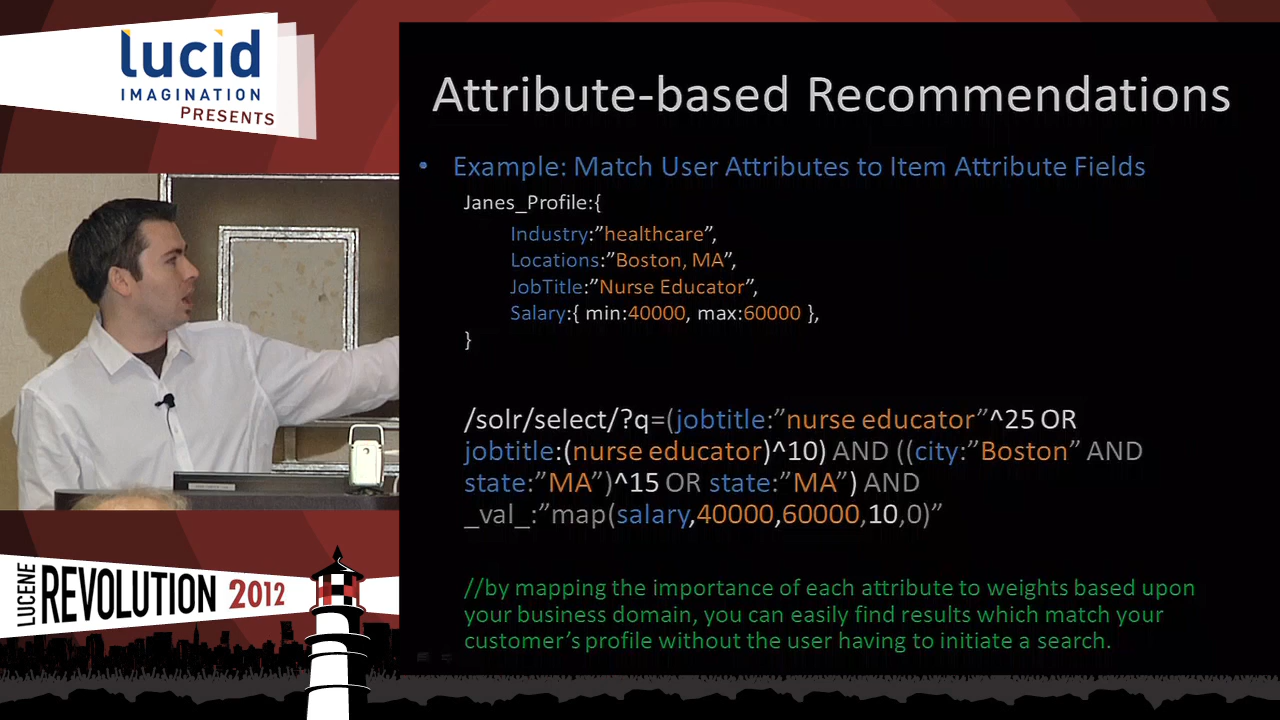 lucid
IMAGINATION
PRESENTS
Attribute-based Recommendations
• Example: Match User Attributes to Item Attribute Fields
Janes_Profile:{
Industry:”healthcare”,
Locations:”Boston, MA”,
JobTitle:”Nurse Educator”,
Salary:{ min:40000, max:60000 },
}
/solr/select/?q=(jobtitle:”nurse educator”^25 OR
jobtitle:(nurse educator)^10) AND ((city:”Boston” AND
state:”MA”)^15 OR state:”MA”) AND
_val_:”map(salary,40000,60000,10,0)”
//by mapping the importance of each attribute to weights based upon
your business domain, you can easily find results which match your
customer’s profile without the user having to initiate a search.
LUCENE
REVOLUTION 2012